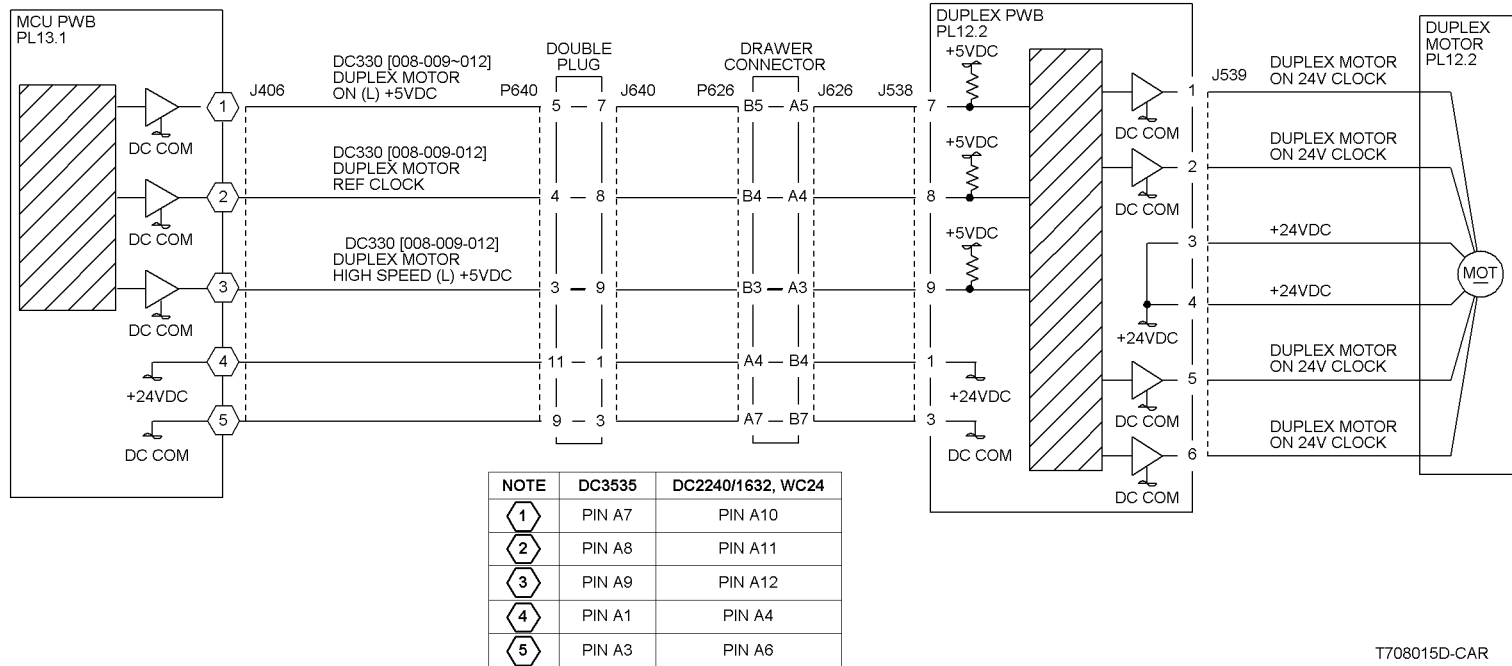 MCU PWB
PL13.1
DC330 [008-009~012]
DUPLEX MOTOR
ON (L) +5VDC
DOUBLE
PLUG
DRAWER
CONNECTOR
DUPLEX PWB
PL12.2
+5VDC
DUPLEX MOTOR
ON 24V CLOCK
DUPLEX
MOTOR
PL12.2
1 J406 P640 5 7 J640 P626 B5 A5 J626 J538 7 1 J539
DC COM
DC COM
DC330 [008-009-012]
DUPLEX MOTOR
REF CLOCK
+5VDC
DUPLEX MOTOR
ON 24V CLOCK
2 4 8 B4 A4 8 2
DC COM
DC COM
DC330 [008-009-012]
DUPLEX MOTOR
HIGH SPEED (L) +5VDC
+5VDC
3 +24VDC
MOT
3 3 9 B3 A3 9 4 +24VDC
DC COM
+24VDC
4 11 1 A4 B4 1
+24VDC
+24VDC
DUPLEX MOTOR
ON 24V CLOCK
5
DC COM
5 9 3 A7 B7 3
DC COM
DC COM
DUPLEX MOTOR
ON 24V CLOCK
6
DC COM
NOTE DC3535 DC2240/1632, WC24
1 PIN A7 PIN A10
2 PIN A8 PIN A11
3 PIN A9 PIN A12
4 PIN A1 PIN A4
5 PIN A3 PIN A6
T708015D-CAR